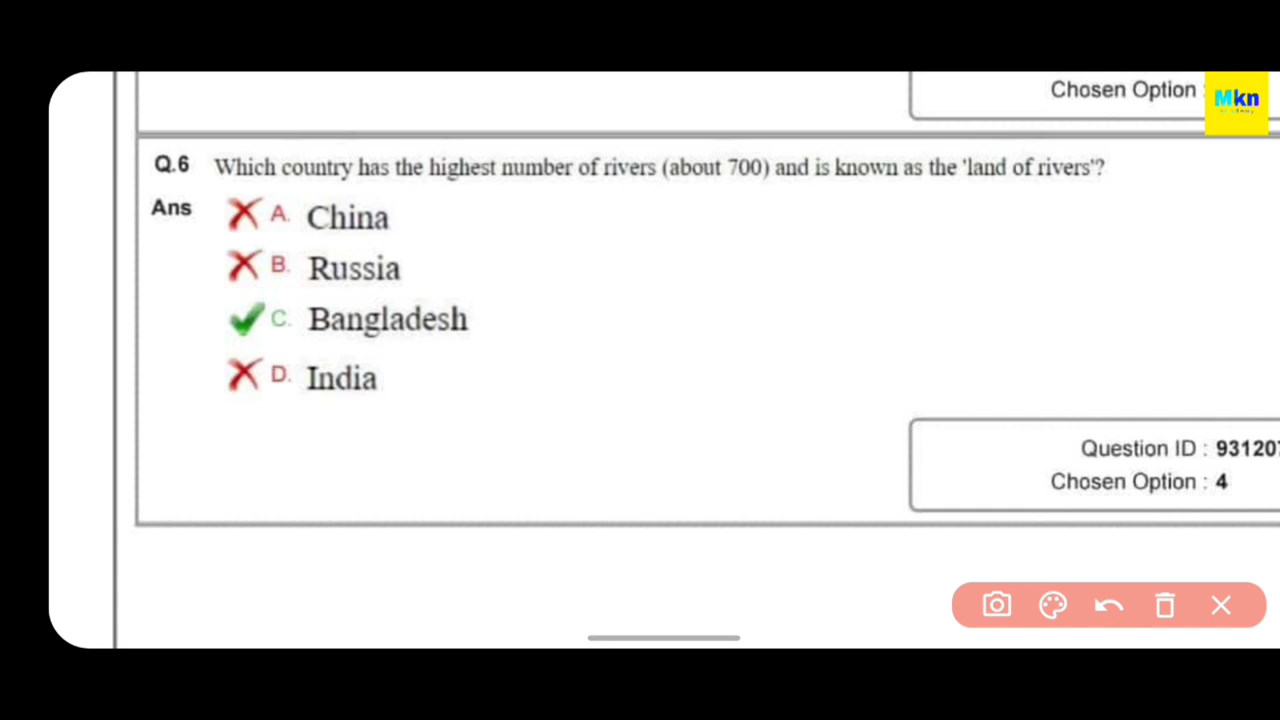 Chosen Option :
Mkn
Q.6 Which country has the highest number of rivers (about 700) and is known as the 'land of rivers'?
Ans A. China
B. Russia
C. Bangladesh
D. India
Question ID : 93120
Chosen Option : 4